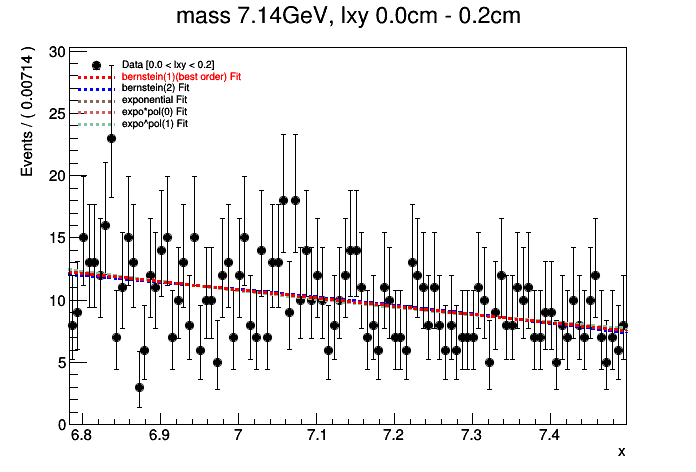 mass 7.14GeV, lxy 0.0cm - 0.2cm
Events / ( 0.00714 )
30
25
20
15
10
5
0
Data [0.0 < lxy < 0.2]
bernstein(1)(best order) Fit
bernstein(2) Fit
exponential Fit
expo*pol(0) Fit
expo^pol(1) Fit
6.8 6.9 7 7.1 7.2 7.3 7.4
x